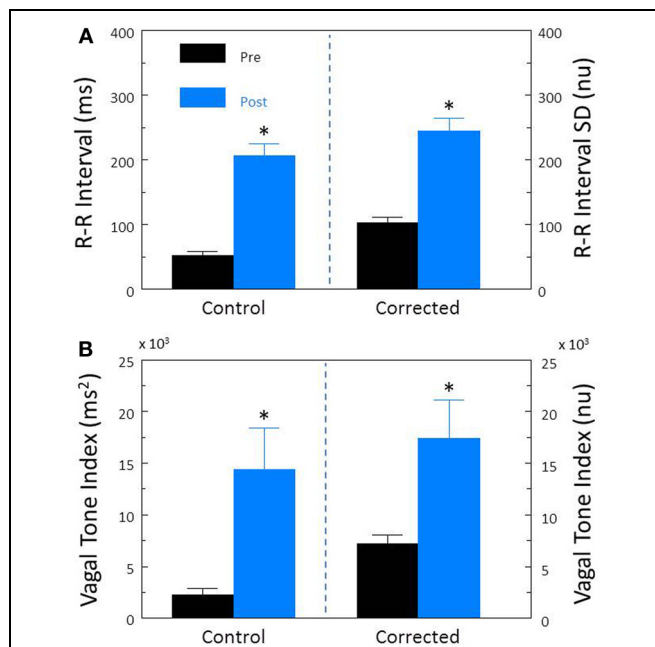 A
R-R Interval (ms)
400
300
200
100
0
Pre
Post
*
*
400
300
200
100
0
R-R Interval SD (nu)
Control
Corrected
B
x 10³
x 10³
Vagal Tone Index (ms²)
25
20
15
10
5
0
*
*
25
20
15
10
5
0
Vagal Tone Index (nu)
Control
Corrected